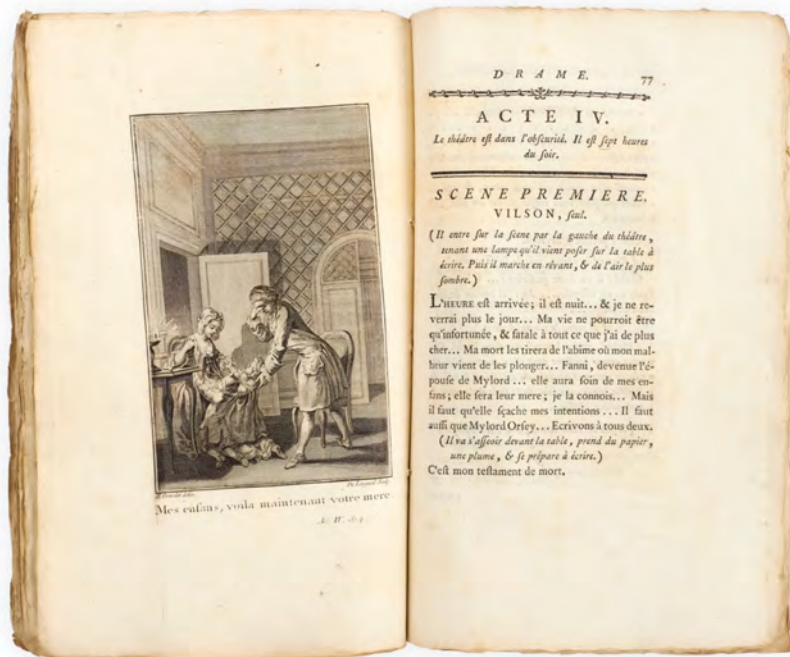 Mes enfans, voila maintenant votre mere
DRAME. 77
ACTE IV.
Le théâtre eſt dans l'obſcurité. Il eſt ſept heures
du ſoir.
SCENE PREMIERE.
VILSON, ſeul.
(Il entre ſur la ſcene par la gauche du théâtre,
tenant une lampe qu'il vient poſer ſur la table à
écrire. Puis il marche en rêvant, & de l'air le plus
ſombre.)
L'HEURE eſt arrivée; il eſt nuit... & je ne re-
verrai plus le jour... Ma vie ne pourroit être
qu'infortunée, & fatale à tout ce que j'ai de plus
cher... Ma mort les tirera de l'abîme où mon mal-
heur vient de les plonger... Fanni, devenue l'é-
pouſe de Mylord... elle aura ſoin de mes en-
fans; elle ſera leur mere; je la connois... Mais
il faut qu'elle ſçache mes intentions... Il faut
auſſi que Mylord Orſey... Ecrivons à tous deux.
(Il va s'aſſeoir devant la table, prend du papier,
une plume, & ſe prépare à écrire.)
C'eſt mon teſtament de mort.